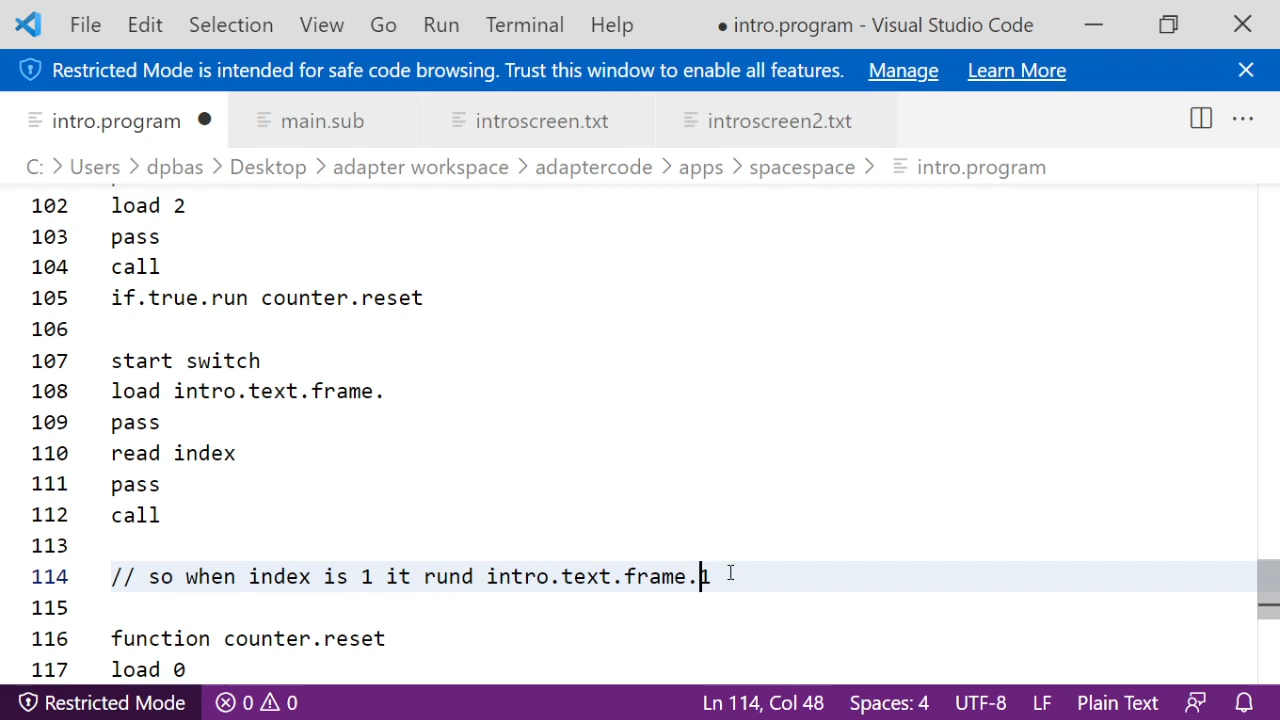 File Edit Selection View Go Run Terminal Help ● intro.program - Visual Studio Code
Restricted Mode is intended for safe code browsing. Trust this window to enable all features. Manage Learn More
intro.program ● main.sub introscreen.txt introscreen2.txt
C: > Users > dpbas > Desktop > adapter workspace > adaptercode > apps > spacespace > intro.program
102 load 2
103 pass
104 call
105 if.true.run counter.reset
106
107 start switch
108 load intro.text.frame.
109 pass
110 read index
111 pass
112 call
113
114 // so when index is 1 it rund intro.text.frame.1
115
116 function counter.reset
117 load 0
Restricted Mode 0 0 Ln 114, Col 48 Spaces: 4 UTF-8 LF Plain Text